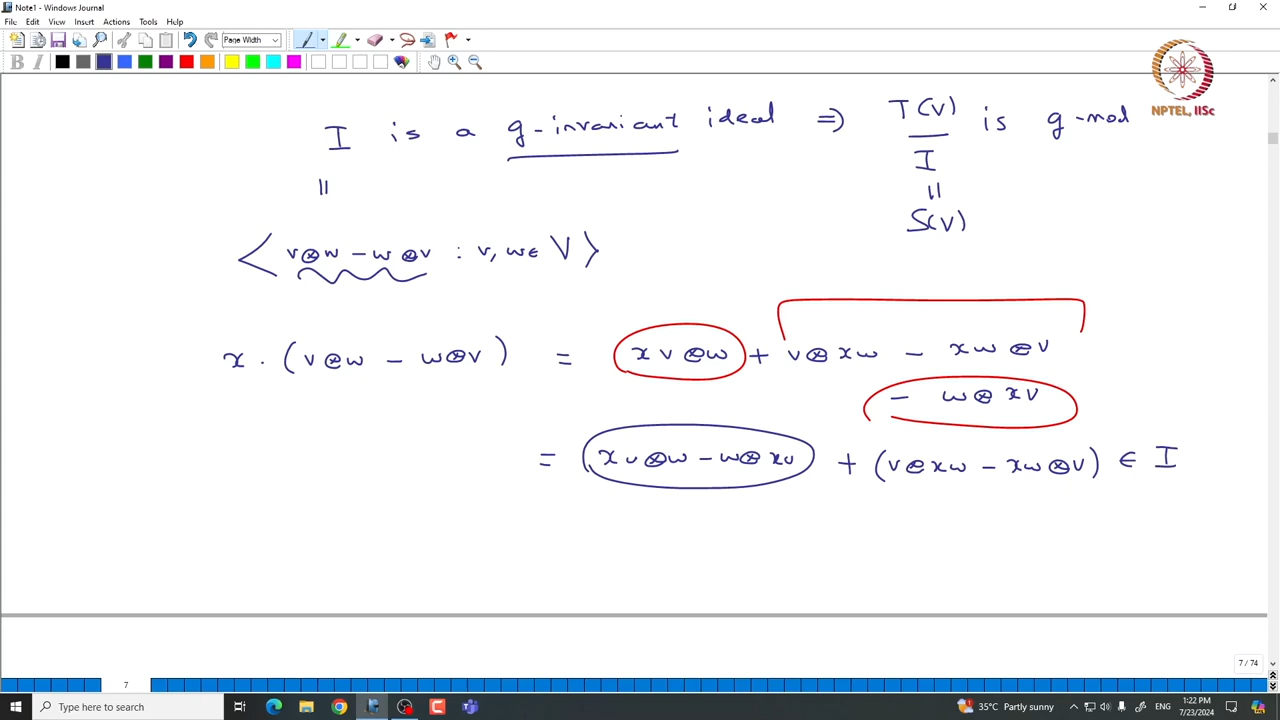 Note1 - Windows Journal
File Edit View Insert Actions Tools Help
Page Width
B I
NPTEL, IISc
I is a g-invariant ideal ⇒ T(V)/I is g-mod
|| ||
S(V)
< v⊗w - w⊗v : v, w ∈ V >
x · (v⊗w - w⊗v) = xv⊗w + v⊗xw - xw⊗v
- w⊗xv
= (xv⊗w - w⊗xv) + (v⊗xw - xw⊗v) ∈ I
7 / 74
7
Type here to search
35°C Partly sunny
1:22 PM
7/23/2024